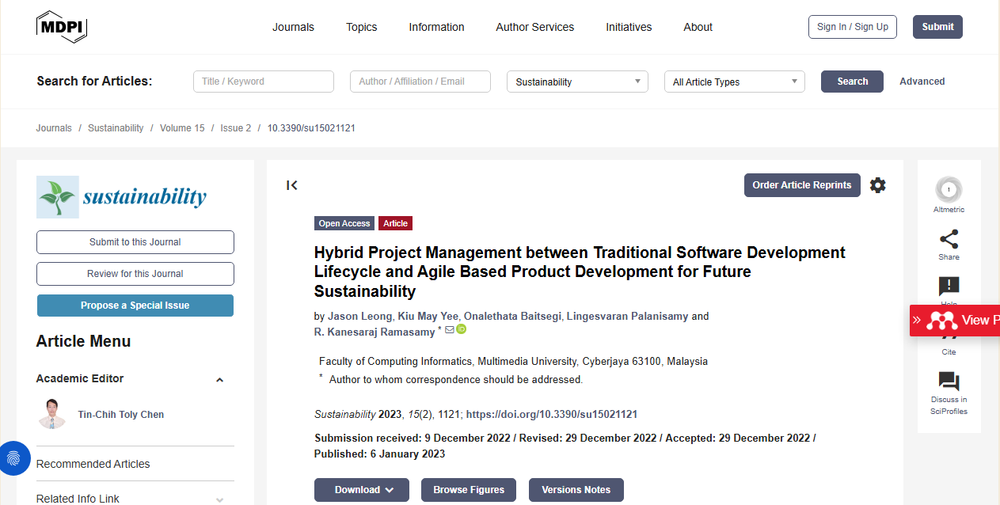 MDPI
Journals Topics Information Author Services Initiatives About
Sign In / Sign Up Submit
Search for Articles: Title / Keyword Author / Affiliation / Email Sustainability All Article Types Search Advanced
Journals / Sustainability / Volume 15 / Issue 2 / 10.3390/su15021121
sustainability
Submit to this Journal
Review for this Journal
Propose a Special Issue
Article Menu
Academic Editor
Tin-Chih Toly Chen
Recommended Articles
Related Info Link
Order Article Reprints
Open Access Article
Hybrid Project Management between Traditional Software Development
Lifecycle and Agile Based Product Development for Future
Sustainability
by Jason Leong, Kiu May Yee, Onalethata Baitsegi, Lingesvaran Palanisamy and
R. Kanesaraj Ramasamy * iD
Faculty of Computing Informatics, Multimedia University, Cyberjaya 63100, Malaysia
* Author to whom correspondence should be addressed.
Sustainability 2023, 15(2), 1121; https://doi.org/10.3390/su15021121
Submission received: 9 December 2022 / Revised: 29 December 2022 / Accepted: 29 December 2022 /
Published: 6 January 2023
Download Browse Figures Versions Notes
1
Altmetric
Share
Help
View P
Cite
Discuss in
SciProfiles